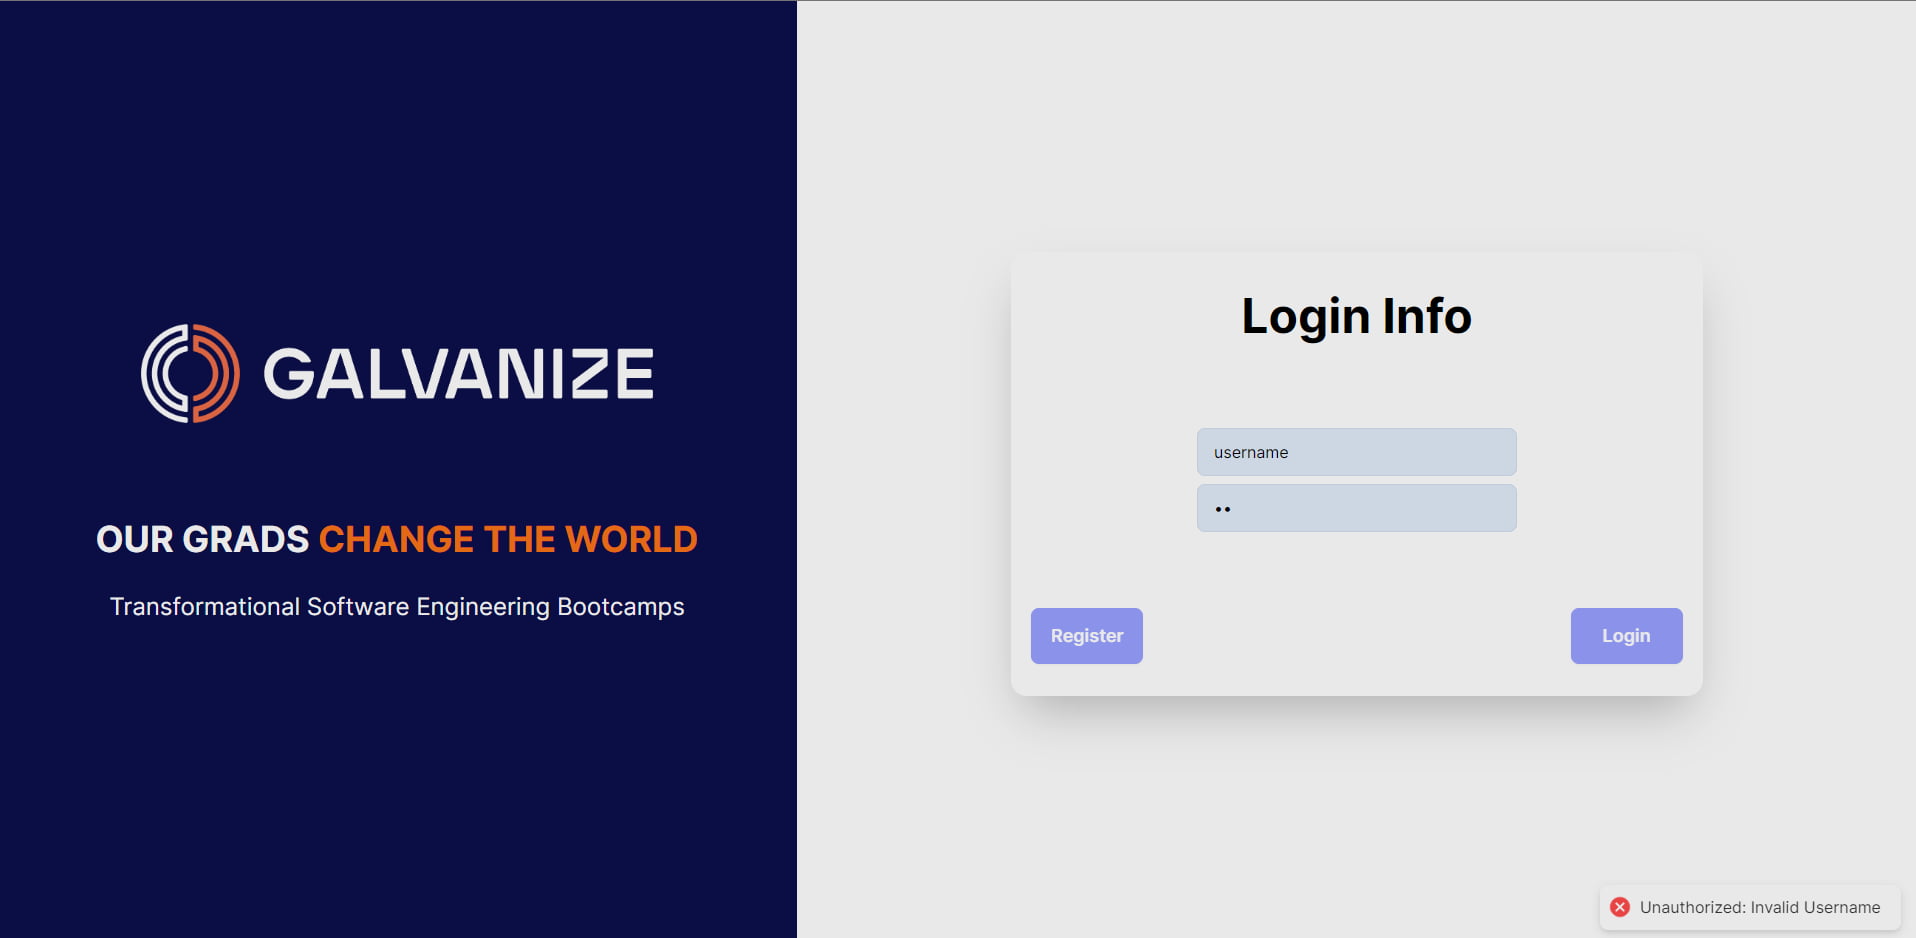 GALVANIZE
OUR GRADS CHANGE THE WORLD
Transformational Software Engineering Bootcamps
Login Info
username
••
Register
Login
Unauthorized: Invalid Username